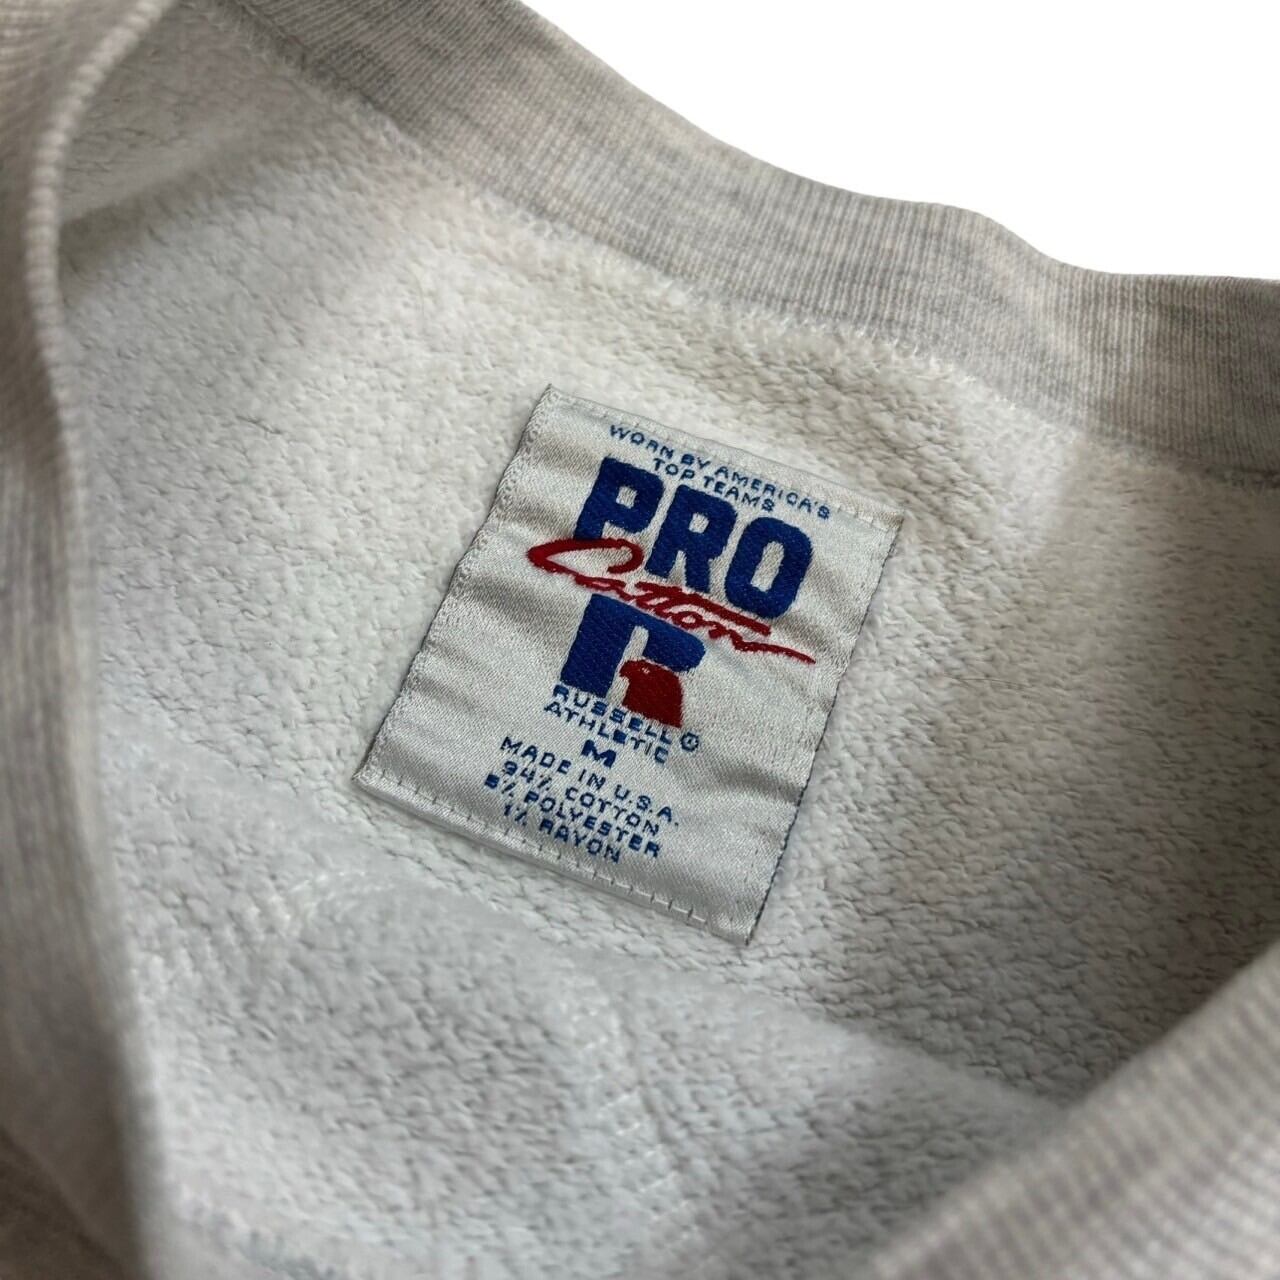 WORN BY AMERICA'S
TOP TEAMS
PRO
Cotton
R
RUSSELL®
ATHLETIC
M
MADE IN U.S.A.
94% COTTON
5% POLYESTER
1% RAYON